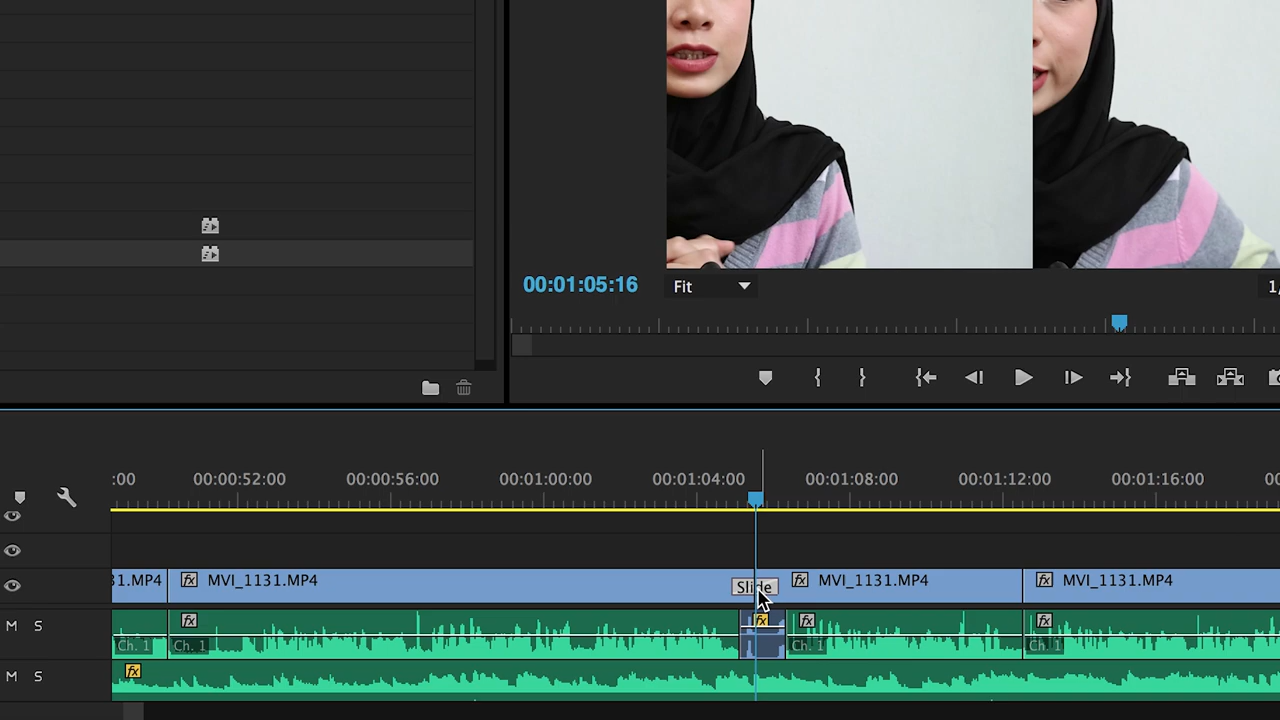 00:01:05:16
Fit
1/
:00
00:00:52:00
00:00:56:00
00:01:00:00
00:01:04:00
00:01:08:00
00:01:12:00
00:01:16:00
00
31.MP4
fx MVI_1131.MP4
Slide
fx MVI_1131.MP4
fx MVI_1131.MP4
M S
fx
fx
fx
fx
Ch. 1
Ch. 1
Ch. 1
Ch. 1
M S
fx